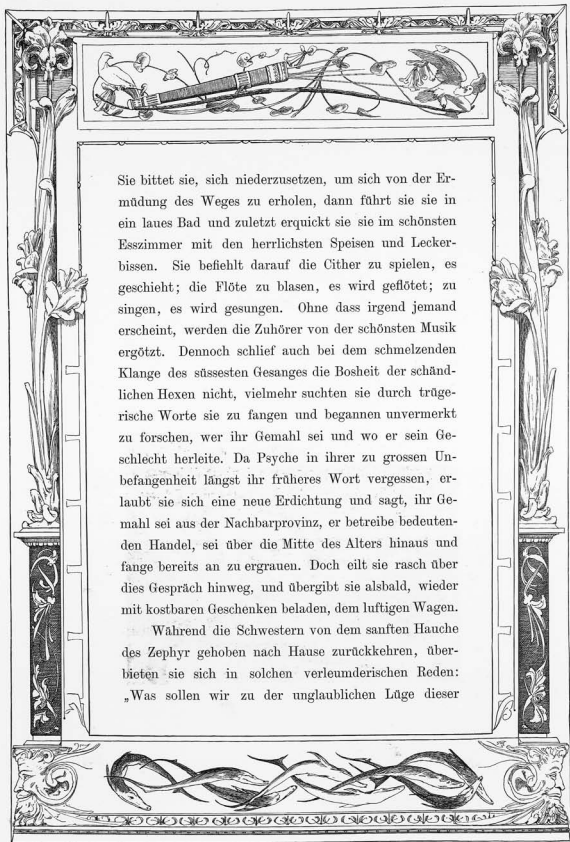 Sie bittet sie, sich niederzusetzen, um sich von der Er-
müdung des Weges zu erholen, dann führt sie sie in
ein laues Bad und zuletzt erquickt sie sie im schönsten
Esszimmer mit den herrlichsten Speisen und Lecker-
bissen. Sie befiehlt darauf die Cither zu spielen, es
geschieht; die Flöte zu blasen, es wird geflötet; zu
singen, es wird gesungen. Ohne dass irgend jemand
erscheint, werden die Zuhörer von der schönsten Musik
ergötzt. Dennoch schlief auch bei dem schmelzenden
Klange des süssesten Gesanges die Bosheit der schänd-
lichen Hexen nicht, vielmehr suchten sie durch trüge-
rische Worte sie zu fangen und begannen unvermerkt
zu forschen, wer ihr Gemahl sei und wo er sein Ge-
schlecht herleite. Da Psyche in ihrer zu grossen Un-
befangenheit längst ihr früheres Wort vergessen, er-
laubt sie sich eine neue Erdichtung und sagt, ihr Ge-
mahl sei aus der Nachbarprovinz, er betreibe bedeuten-
den Handel, sei über die Mitte des Alters hinaus und
fange bereits an zu ergrauen. Doch eilt sie rasch über
dies Gespräch hinweg, und übergibt sie alsbald, wieder
mit kostbaren Geschenken beladen, dem luftigen Wagen.
Während die Schwestern von dem sanften Hauche
des Zephyr gehoben nach Hause zurückkehren, über-
bieten sie sich in solchen verleumderischen Reden:
„Was sollen wir zu der unglaublichen Lüge dieser